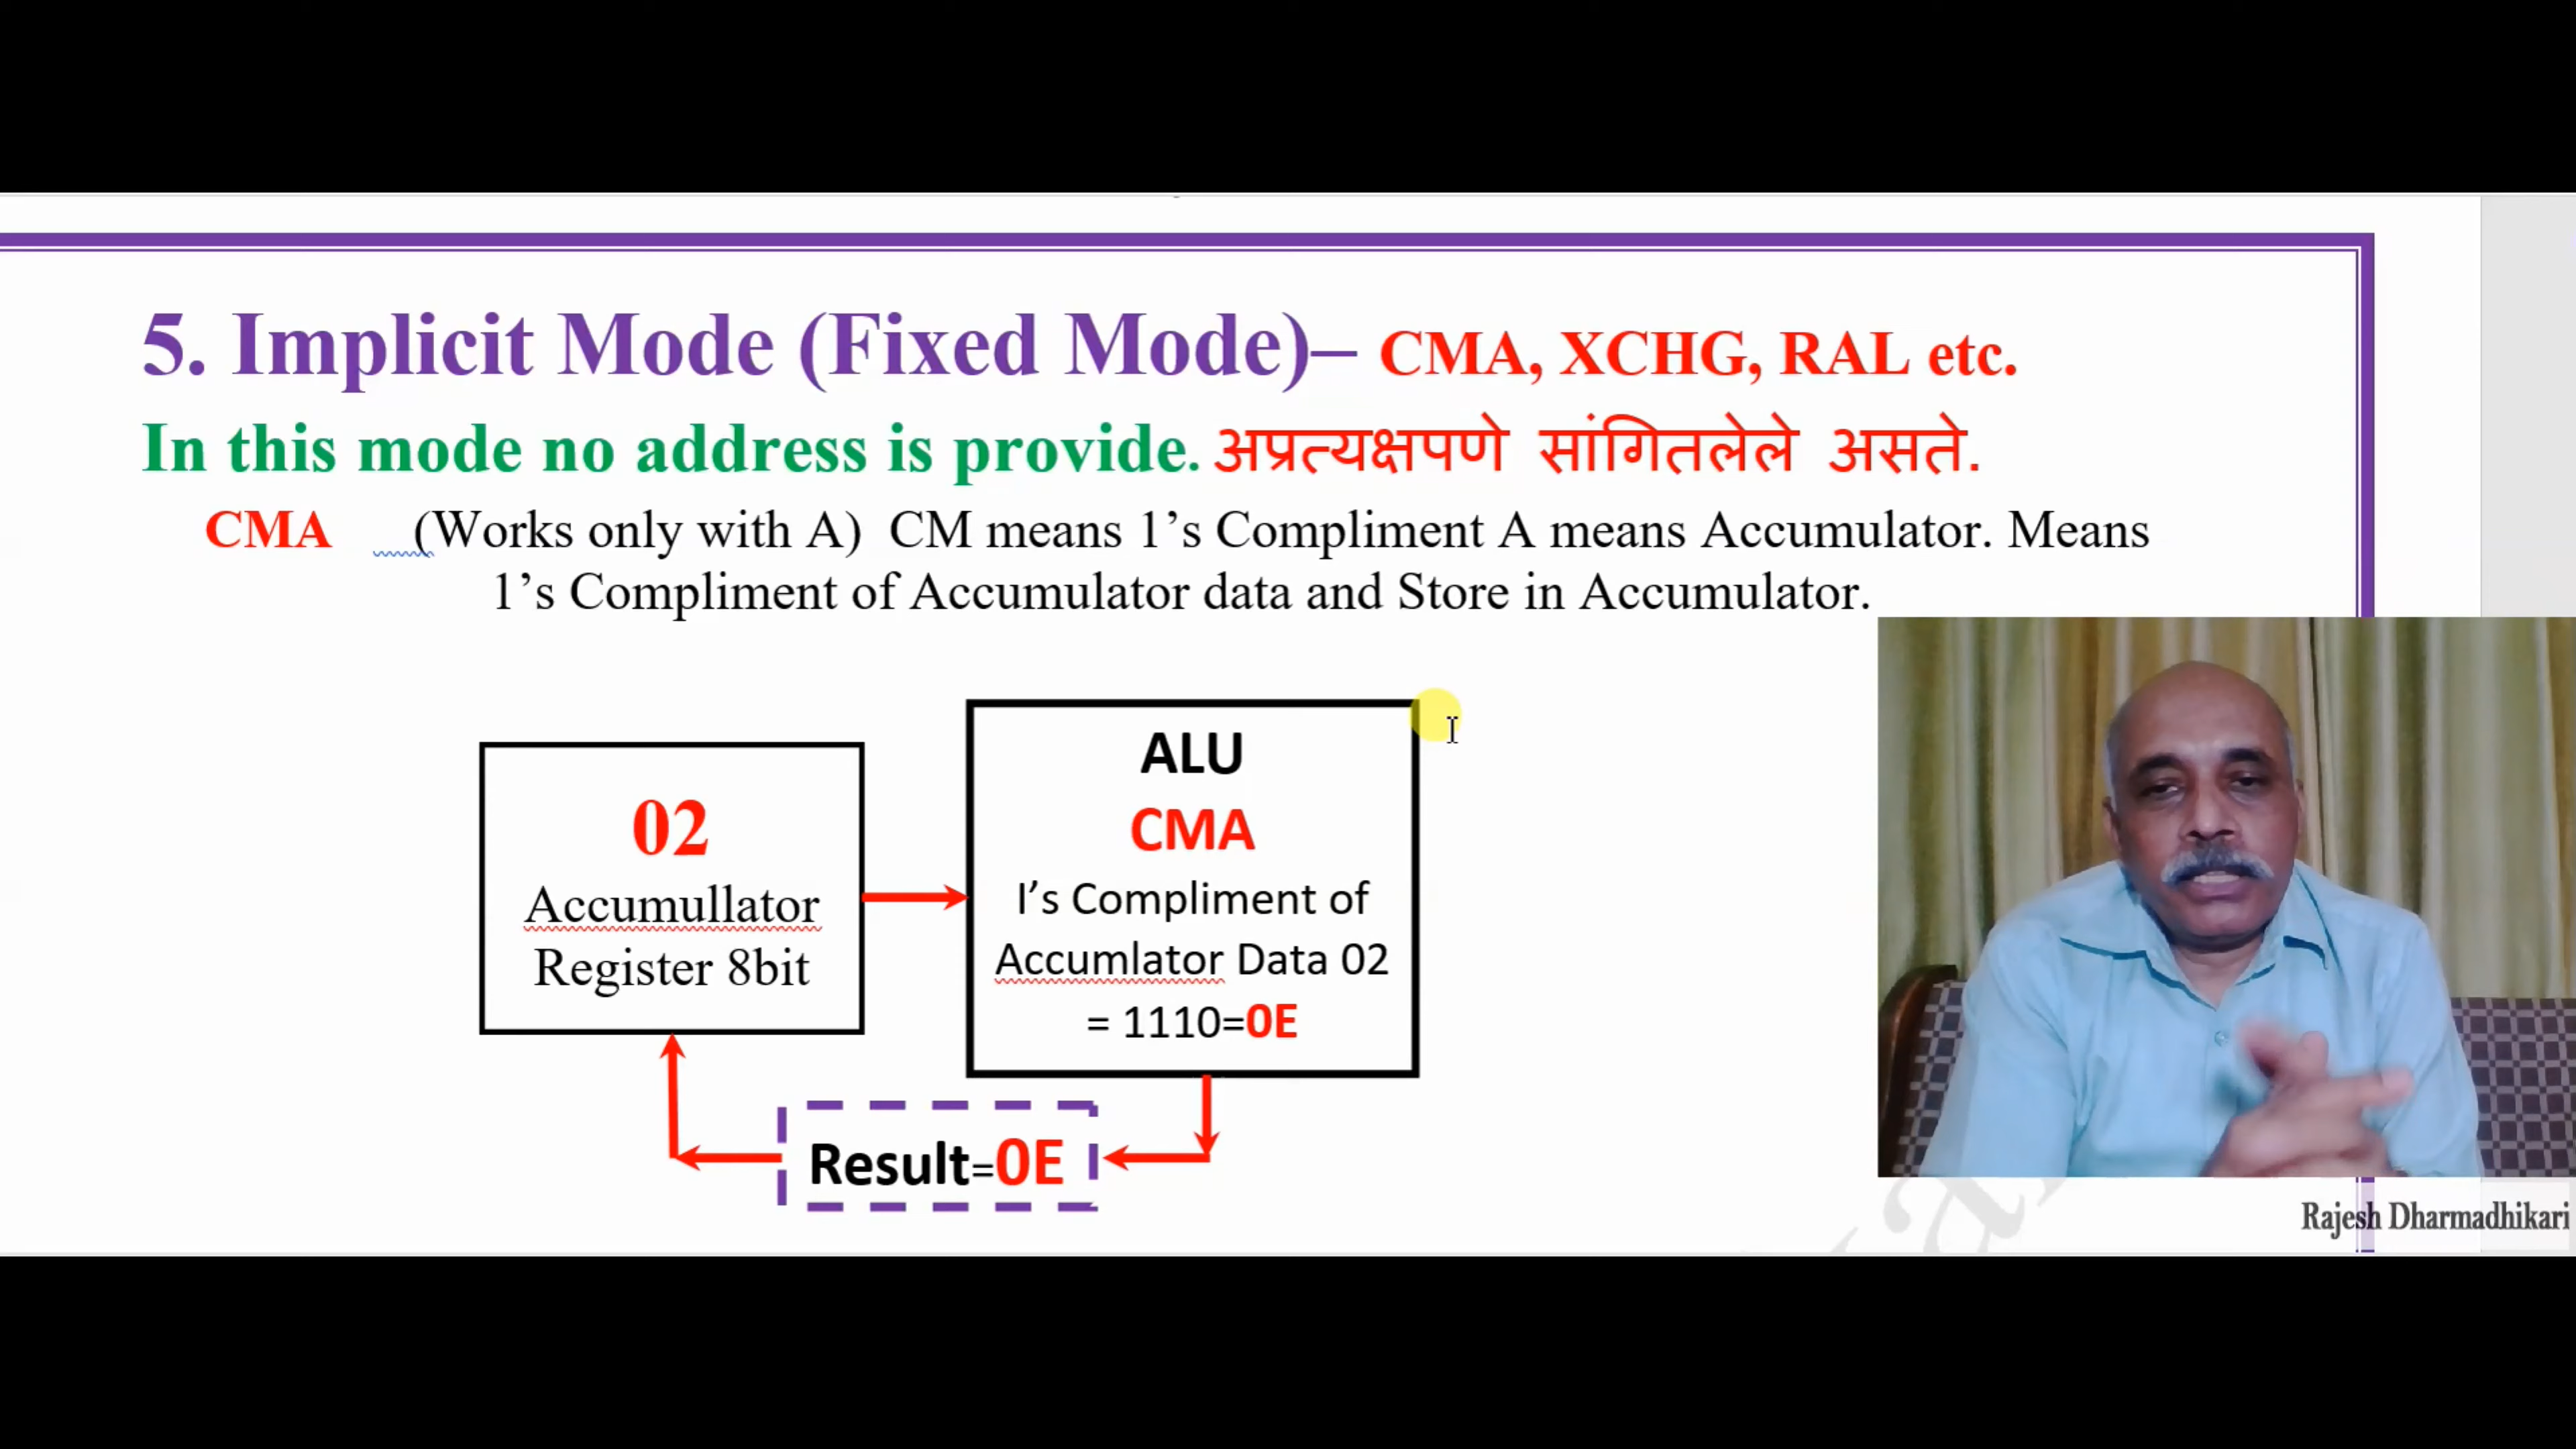 5. Implicit Mode (Fixed Mode)– CMA, XCHG, RAL etc.
In this mode no address is provide. अप्रत्यक्षपणे सांगितलेले असते.
CMA (Works only with A) CM means 1’s Compliment A means Accumulator. Means
1’s Compliment of Accumulator data and Store in Accumulator.
02
Accumullator
Register 8bit
ALU
CMA
I’s Compliment of
Accumlator Data 02
= 1110=0E
Result=0E
Rajesh Dharmadhikari